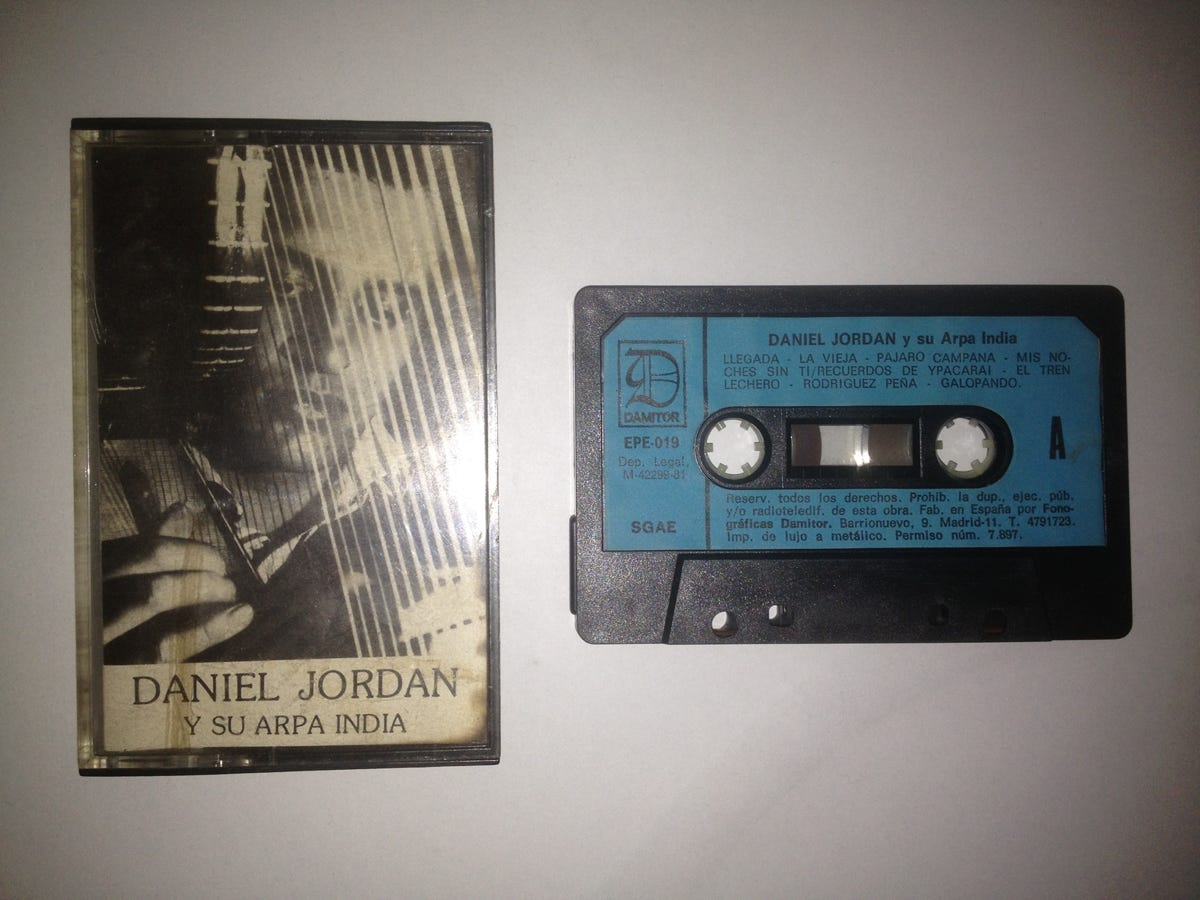 DANIEL JORDAN
Y SU ARPA INDIA
DANIEL JORDAN y su Arpa India
LLEGADA - LA VIEJA - PAJARO CAMPANA - MIS NO-
CHES SIN TI/RECUERDOS DE YPACARAI - EL TREN
LECHERO - RODRIGUEZ PEÑA - GALOPANDO.
D
DAMITOR
EPE-019
Dep. Legal,
M-42299-81
SGAE
A
Reserv. todos los derechos. Prohib. la dup., ejec. púb.
y/o radioteledif. de esta obra. Fab. en España por Fono-
gráficas Damitor. Barrionuevo, 9. Madrid-11. T. 4791723.
Imp. de lujo a metálico. Permiso núm. 7.897.